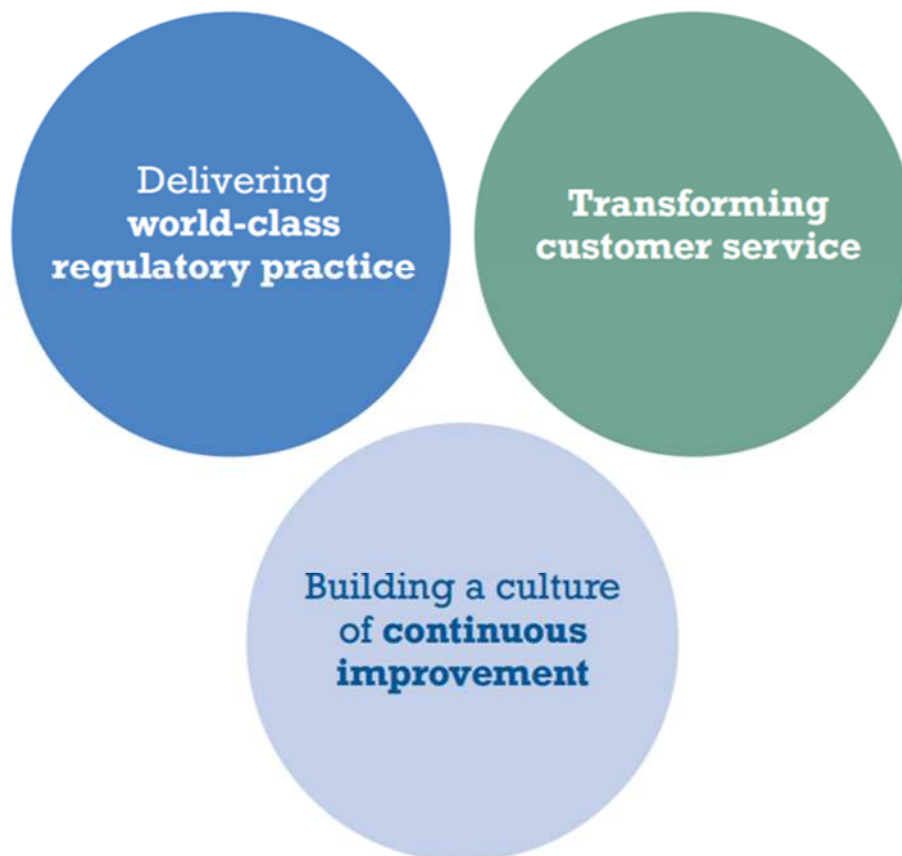 Delivering
world-class
regulatory practice
Transforming
customer service
Building a culture
of continuous
improvement